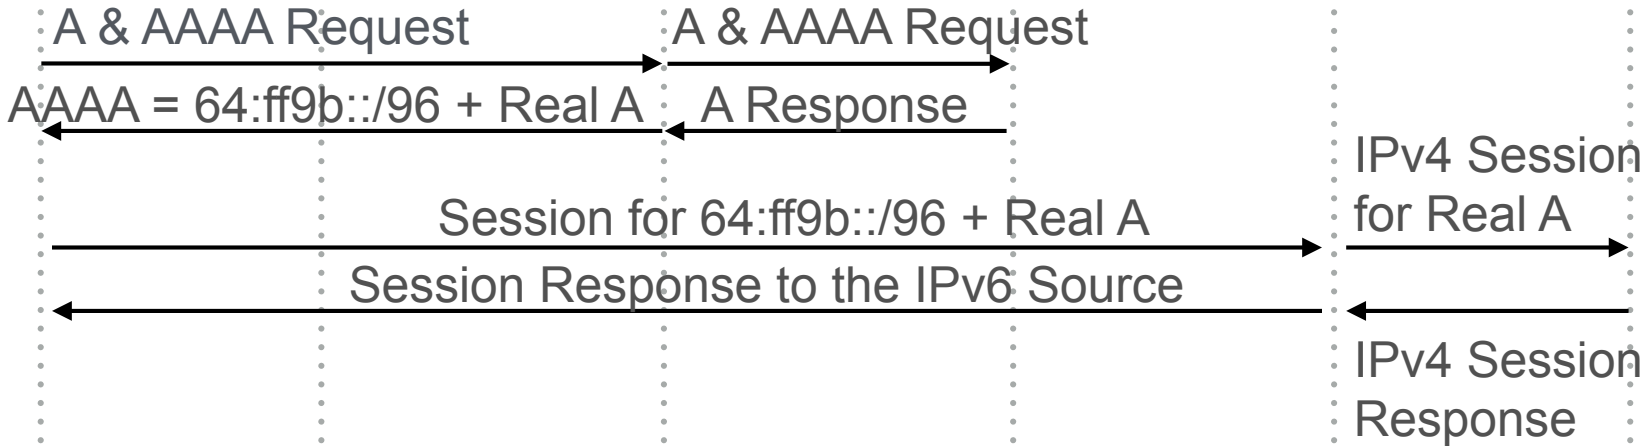 A & AAAA Request
A & AAAA Request
AAAA = 64:ff9b::/96 + Real A
A Response
IPv4 Session
for Real A
Session for 64:ff9b::/96 + Real A
Session Response to the IPv6 Source
IPv4 Session
Response